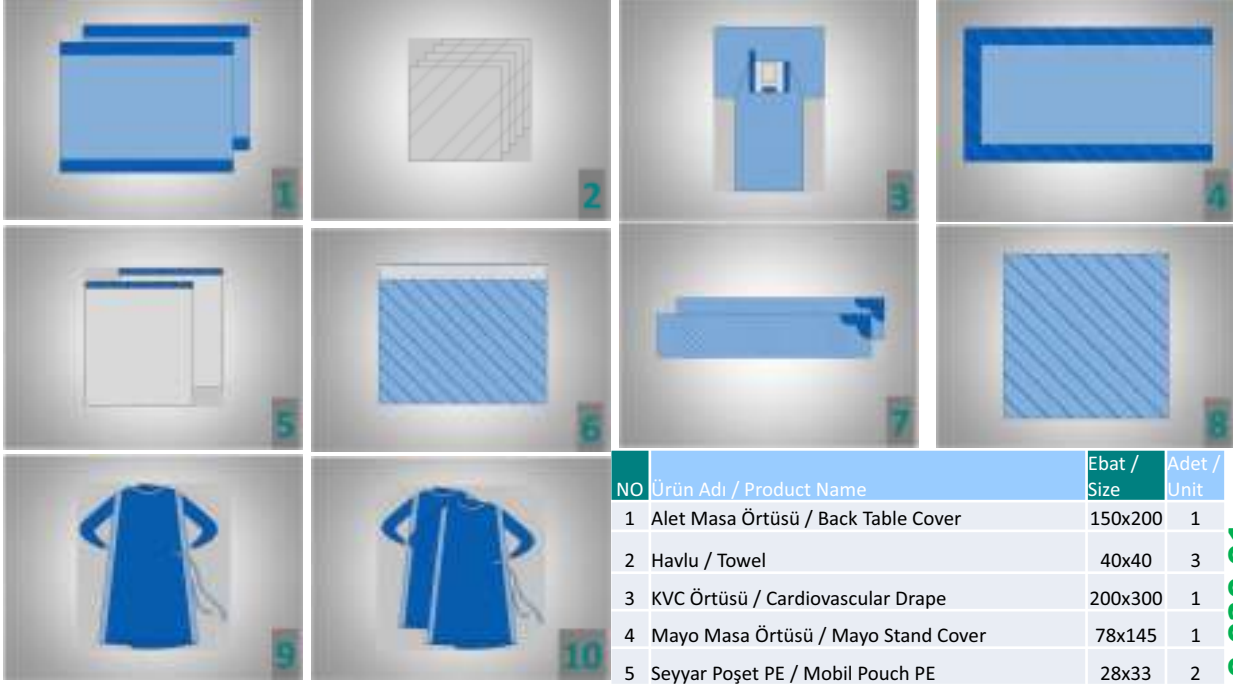 1
2
3
4
5
6
7
8
9
10
NO Ürün Adı / Product Name Ebat / Size Adet / Unit
1 Alet Masa Örtüsü / Back Table Cover 150x200 1
2 Havlu / Towel 40x40 3
3 KVC Örtüsü / Cardiovascular Drape 200x300 1
4 Mayo Masa Örtüsü / Mayo Stand Cover 78x145 1
5 Seyyar Poşet PE / Mobil Pouch PE 28x33 2